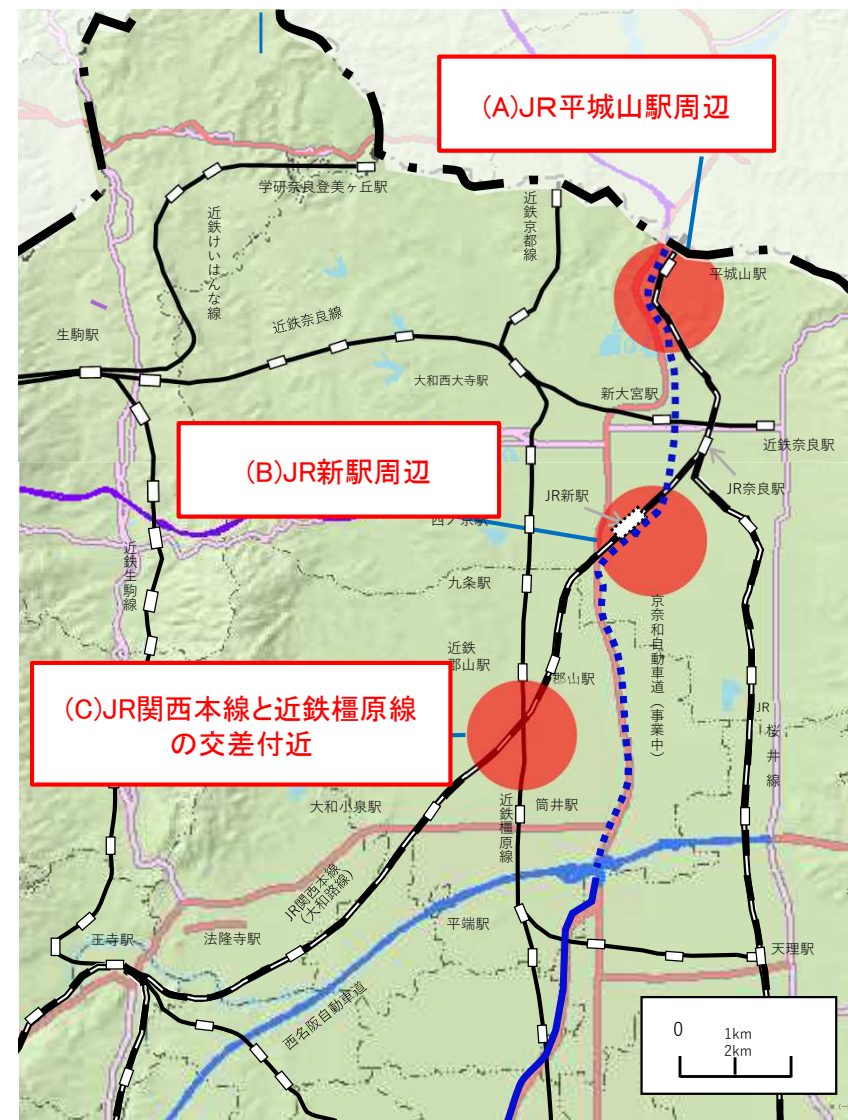 (A)JR平城山駅周辺
学研奈良登美ヶ丘駅
近鉄けいはんな線
近鉄京都線
平城山駅
生駒駅
近鉄奈良線
大和西大寺駅
新大宮駅
近鉄奈良駅
(B)JR新駅周辺
JR新駅
JR奈良駅
西ノ京駅
近鉄生駒線
九条駅
京奈和自動車道(事業中)
近鉄
郡山駅
郡山駅
(C)JR関西本線と近鉄橿原線
の交差付近
JR桜井線
大和小泉駅
近鉄橿原線
筒井駅
JR関西本線
(大和路線)
王寺駅
法隆寺駅
平端駅
天理駅
西名阪自動車道
0
1km
2km